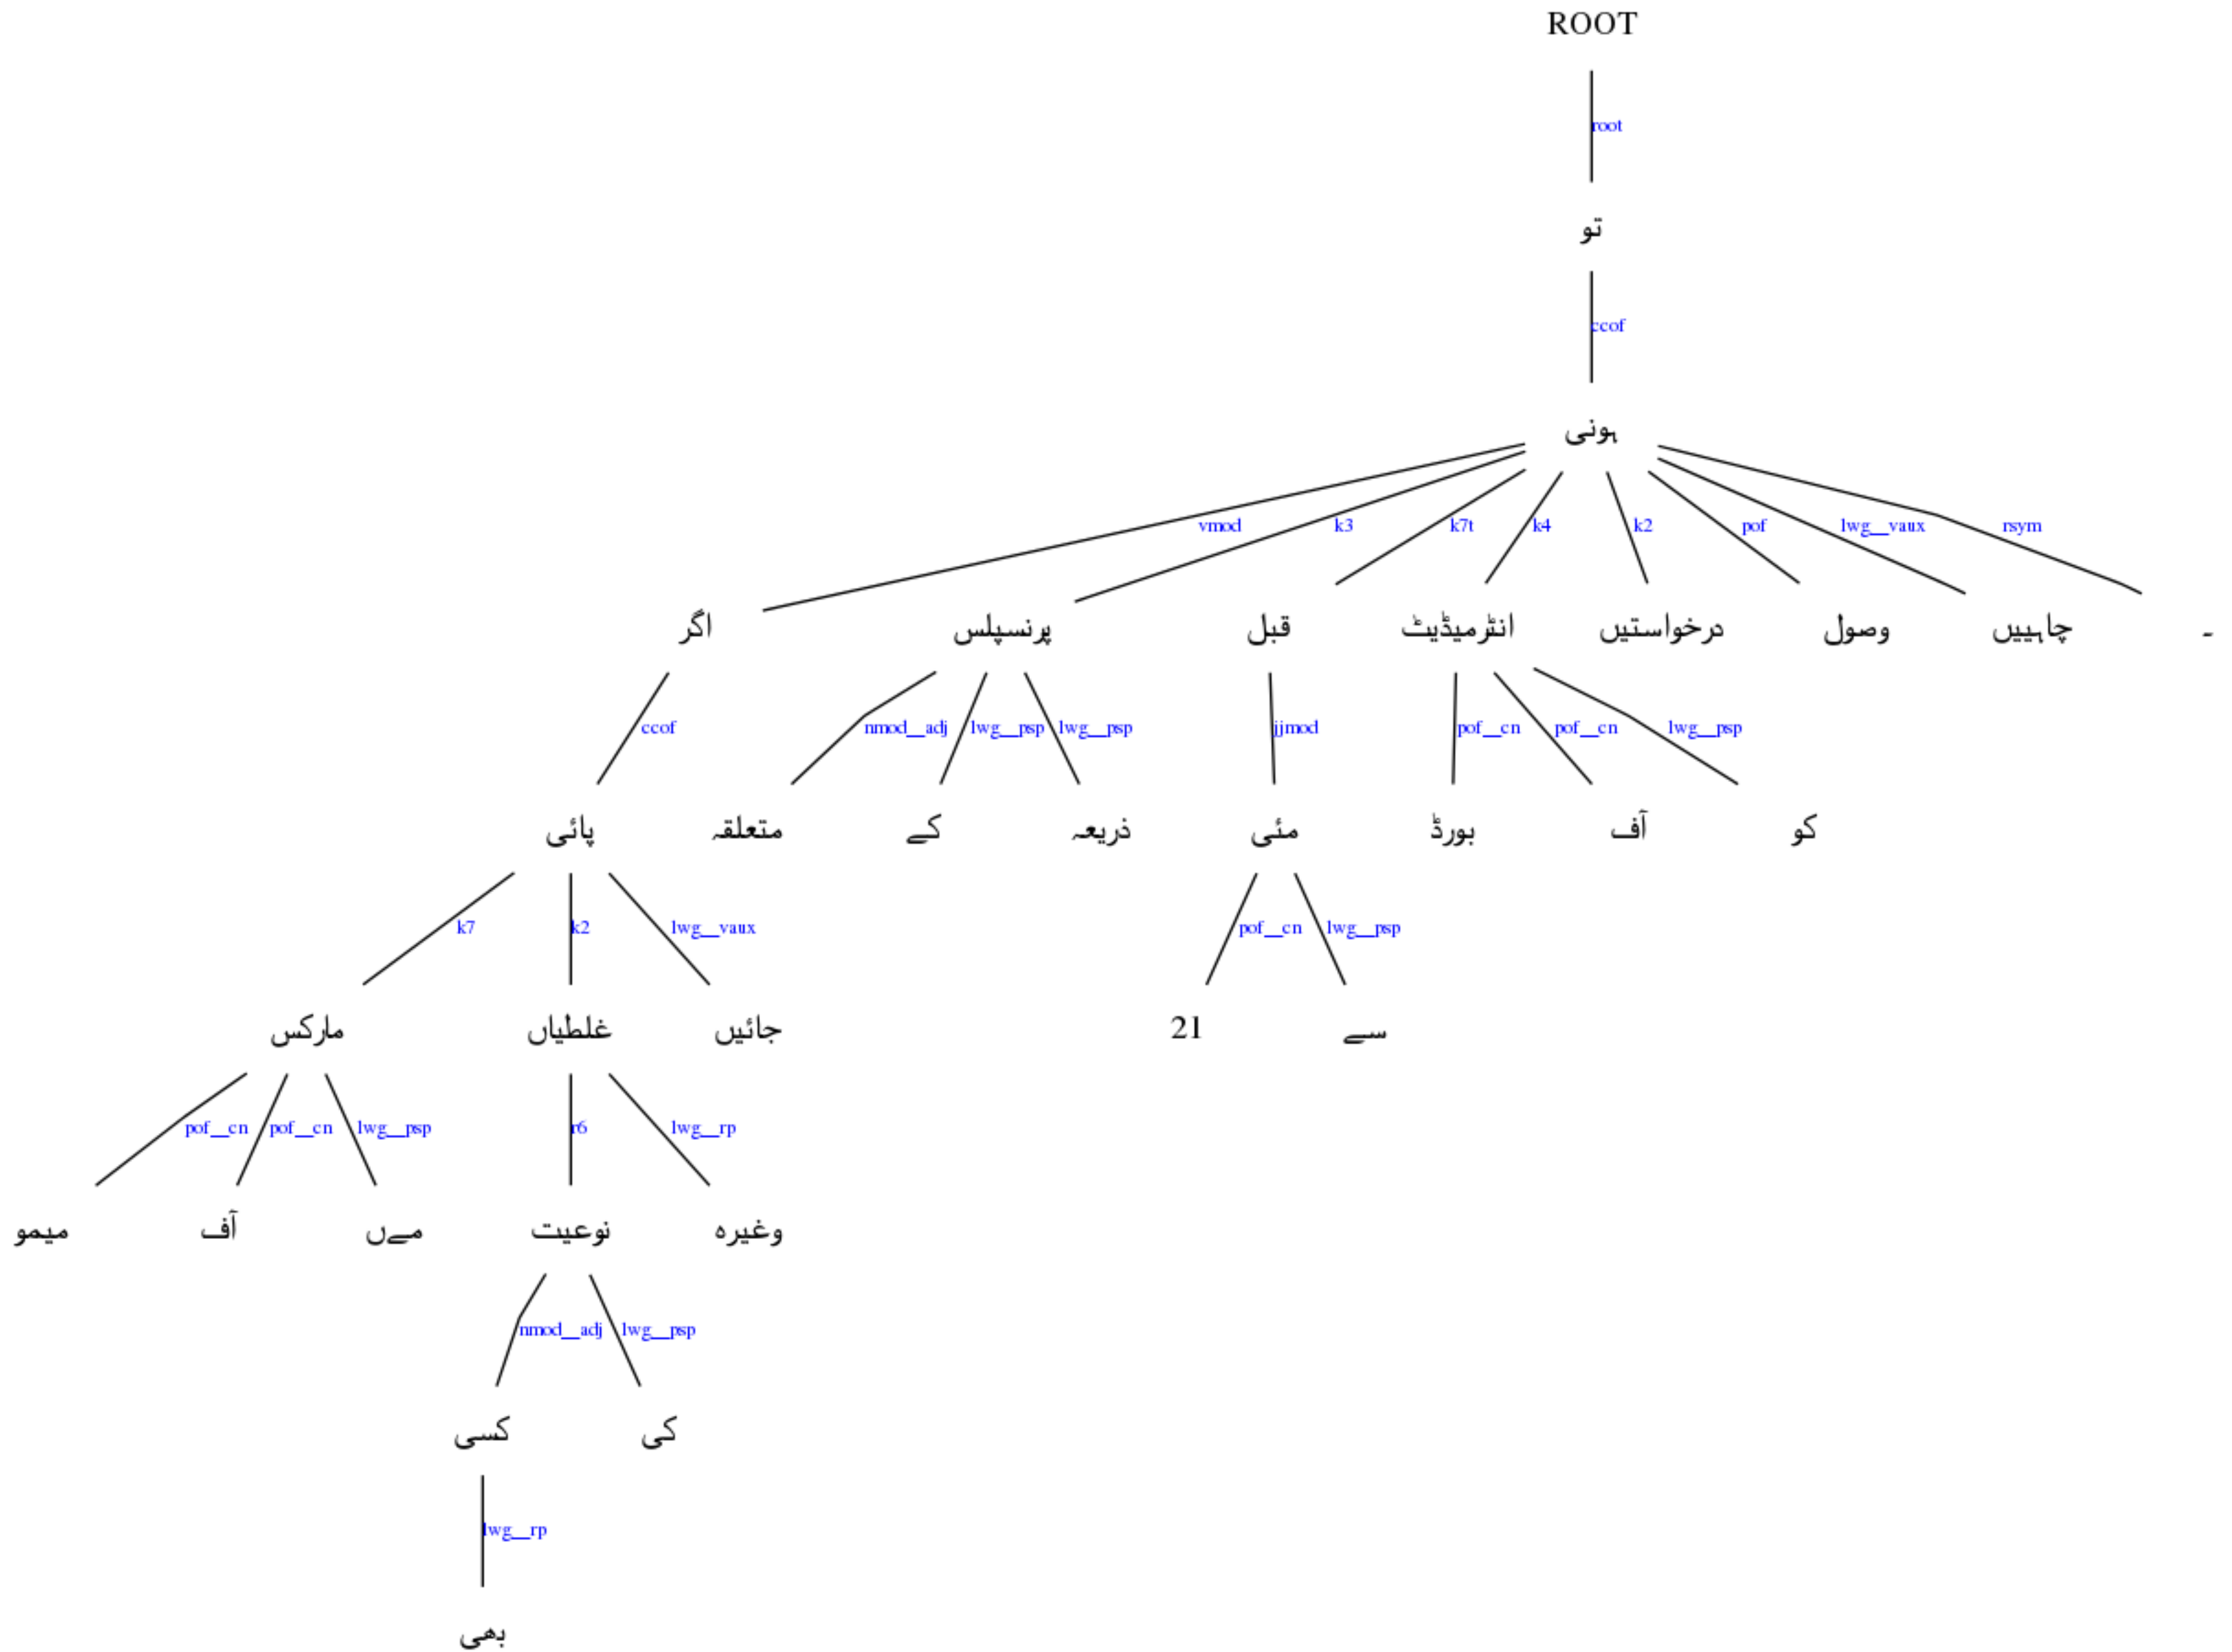 ROOT
root
تو
ccof
ہونی
vmod k3 k7t k4 k2 pof lwg__vaux rsym
اگر پرنسپلس قبل انٹرمیڈیٹ درخواستیں وصول چاہییں ۔
ccof nmod__adj lwg__psp lwg__psp jjmod pof__cn pof__cn lwg__psp
پائی متعلقہ کے ذریعہ مئی بورڈ آف کو
k7 k2 lwg__vaux pof__cn lwg__psp
مارکس غلطیاں جائیں 21 سے
pof__cn pof__cn lwg__psp r6 lwg__rp
میمو آف مےں نوعیت وغیرہ
nmod__adj lwg__psp
کسی کی
lwg__rp
بھی